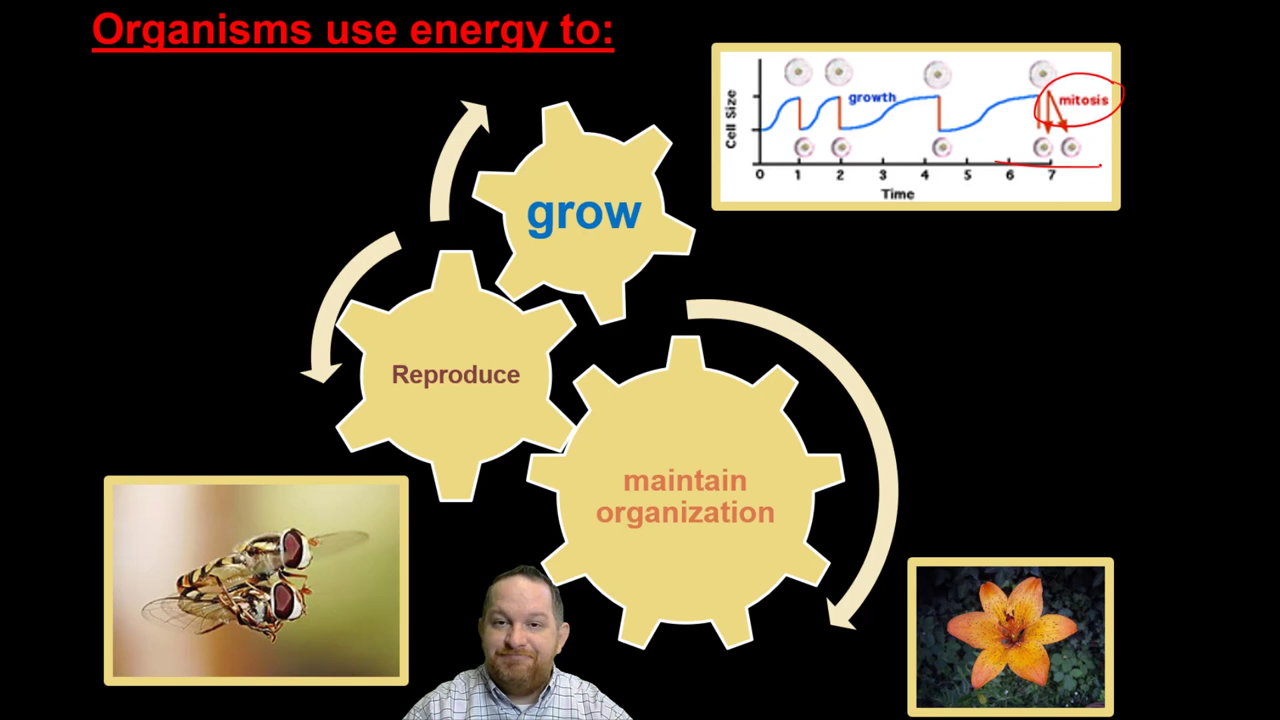 Organisms use energy to:
growth
mitosis
Cell Size
0 1 2 3 4 5 6 7
Time
grow
Reproduce
maintain
organization